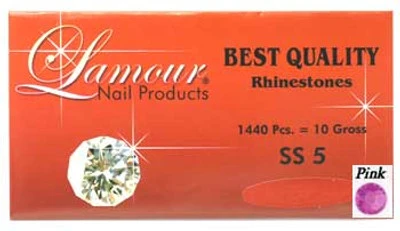 Lamour®
Nail Products
BEST QUALITY
Rhinestones
1440 Pcs. = 10 Gross
SS 5
Pink